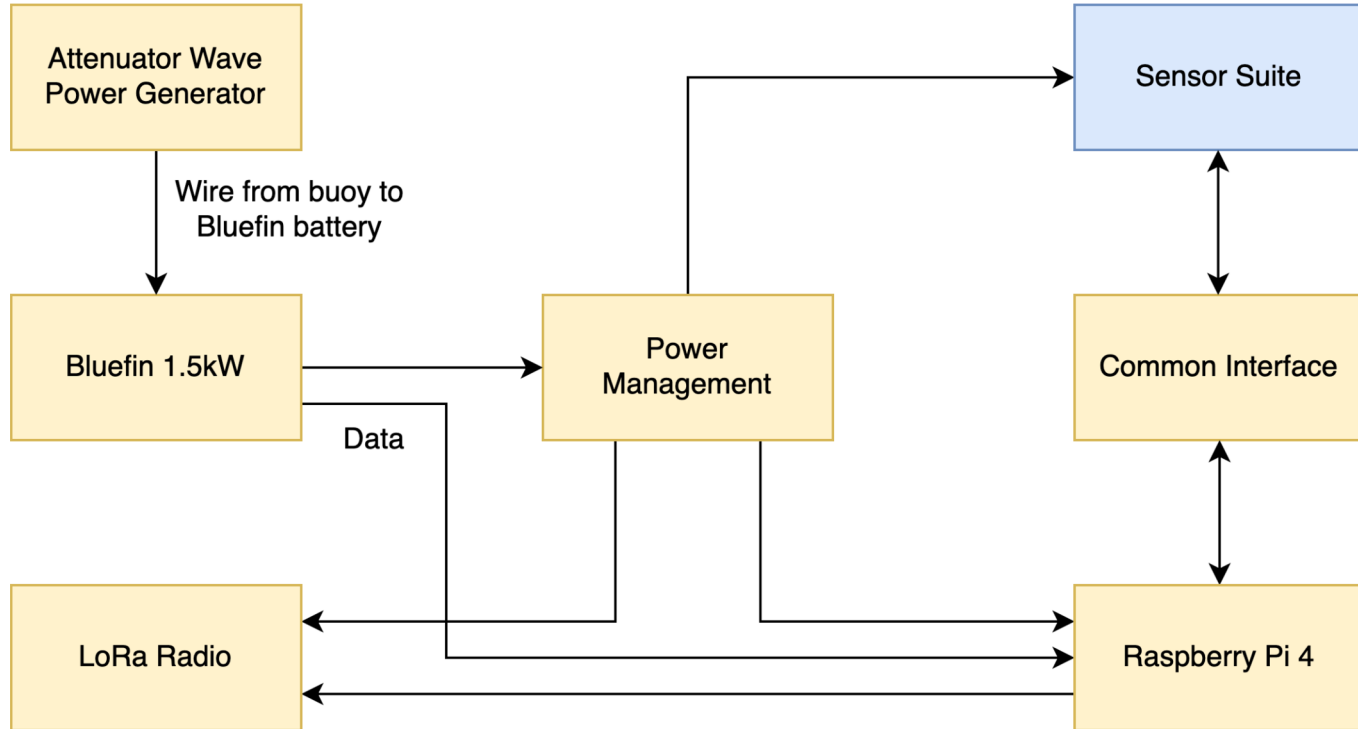 Attenuator Wave
Power Generator
Sensor Suite
Wire from buoy to
Bluefin battery
Bluefin 1.5kW
Power
Management
Common Interface
Data
LoRa Radio
Raspberry Pi 4